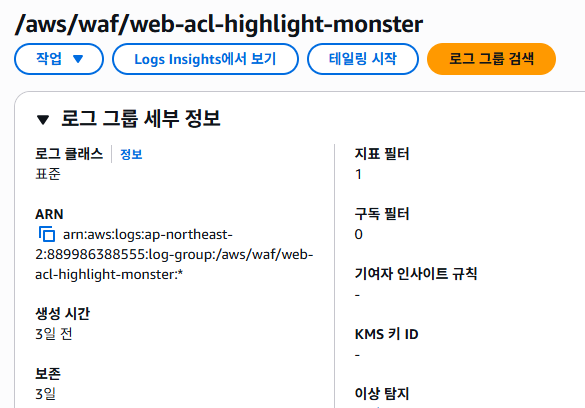 /aws/waf/web-acl-highlight-monster
작업 ▼ Logs Insights에서 보기 테일링 시작 로그 그룹 검색
▼ 로그 그룹 세부 정보
로그 클래스 정보
표준
ARN
arn:aws:logs:ap-northeast-
2:889986388555:log-group:/aws/waf/web-
acl-highlight-monster:*
생성 시간
3일 전
보존
3일
지표 필터
1
구독 필터
0
기여자 인사이트 규칙
-
KMS 키 ID
-
이상 탐지